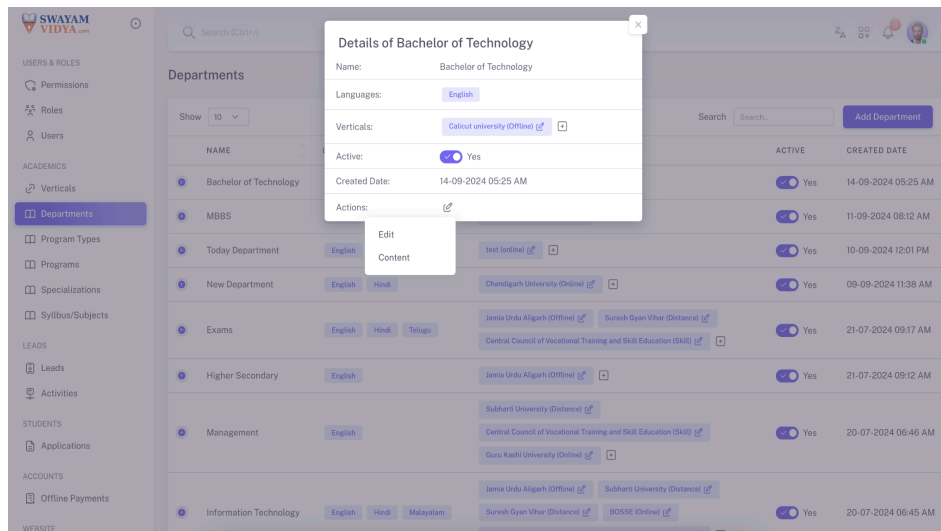 SWAYAM
VIDYA.com
Search (Ctrl+/)
USERS & ROLES
Permissions
Roles
Users
ACADEMICS
Verticals
Departments
Program Types
Programs
Specializations
Syllbus/Subjects
LEADS
Leads
Activities
STUDENTS
Applications
ACCOUNTS
Offline Payments
WEBSITE
Departments
Show 10
Search Search..
Add Department
NAME ACTIVE CREATED DATE
Bachelor of Technology Yes 14-09-2024 05:25 AM
MBBS Yes 11-09-2024 08:12 AM
Today Department English test (online) Yes 10-09-2024 12:01 PM
New Department English Hindi Chandigarh University (Online) Yes 09-09-2024 11:38 AM
Jamia Urdu Aligarh (Offline) Suresh Gyan Vihar (Distance)
Exams English Hindi Telugu Yes 21-07-2024 09:17 AM
Central Council of Vocational Training and Skill Education (Skill)
Higher Secondary English Jamia Urdu Aligarh (Offline) Yes 21-07-2024 09:12 AM
Subharti University (Distance)
Management English Central Council of Vocational Training and Skill Education (Skill) Yes 20-07-2024 06:46 AM
Guru Kashi University (Online)
Jamia Urdu Aligarh (Offline) Subharti University (Distance)
Information Technology English Hindi Malayalam Suresh Gyan Vihar (Distance) BOSSE (Online) Yes 20-07-2024 06:45 AM
Details of Bachelor of Technology
Name: Bachelor of Technology
Languages: English
Verticals: Calicut university (Offline)
Active: Yes
Created Date: 14-09-2024 05:25 AM
Actions:
Edit
Content